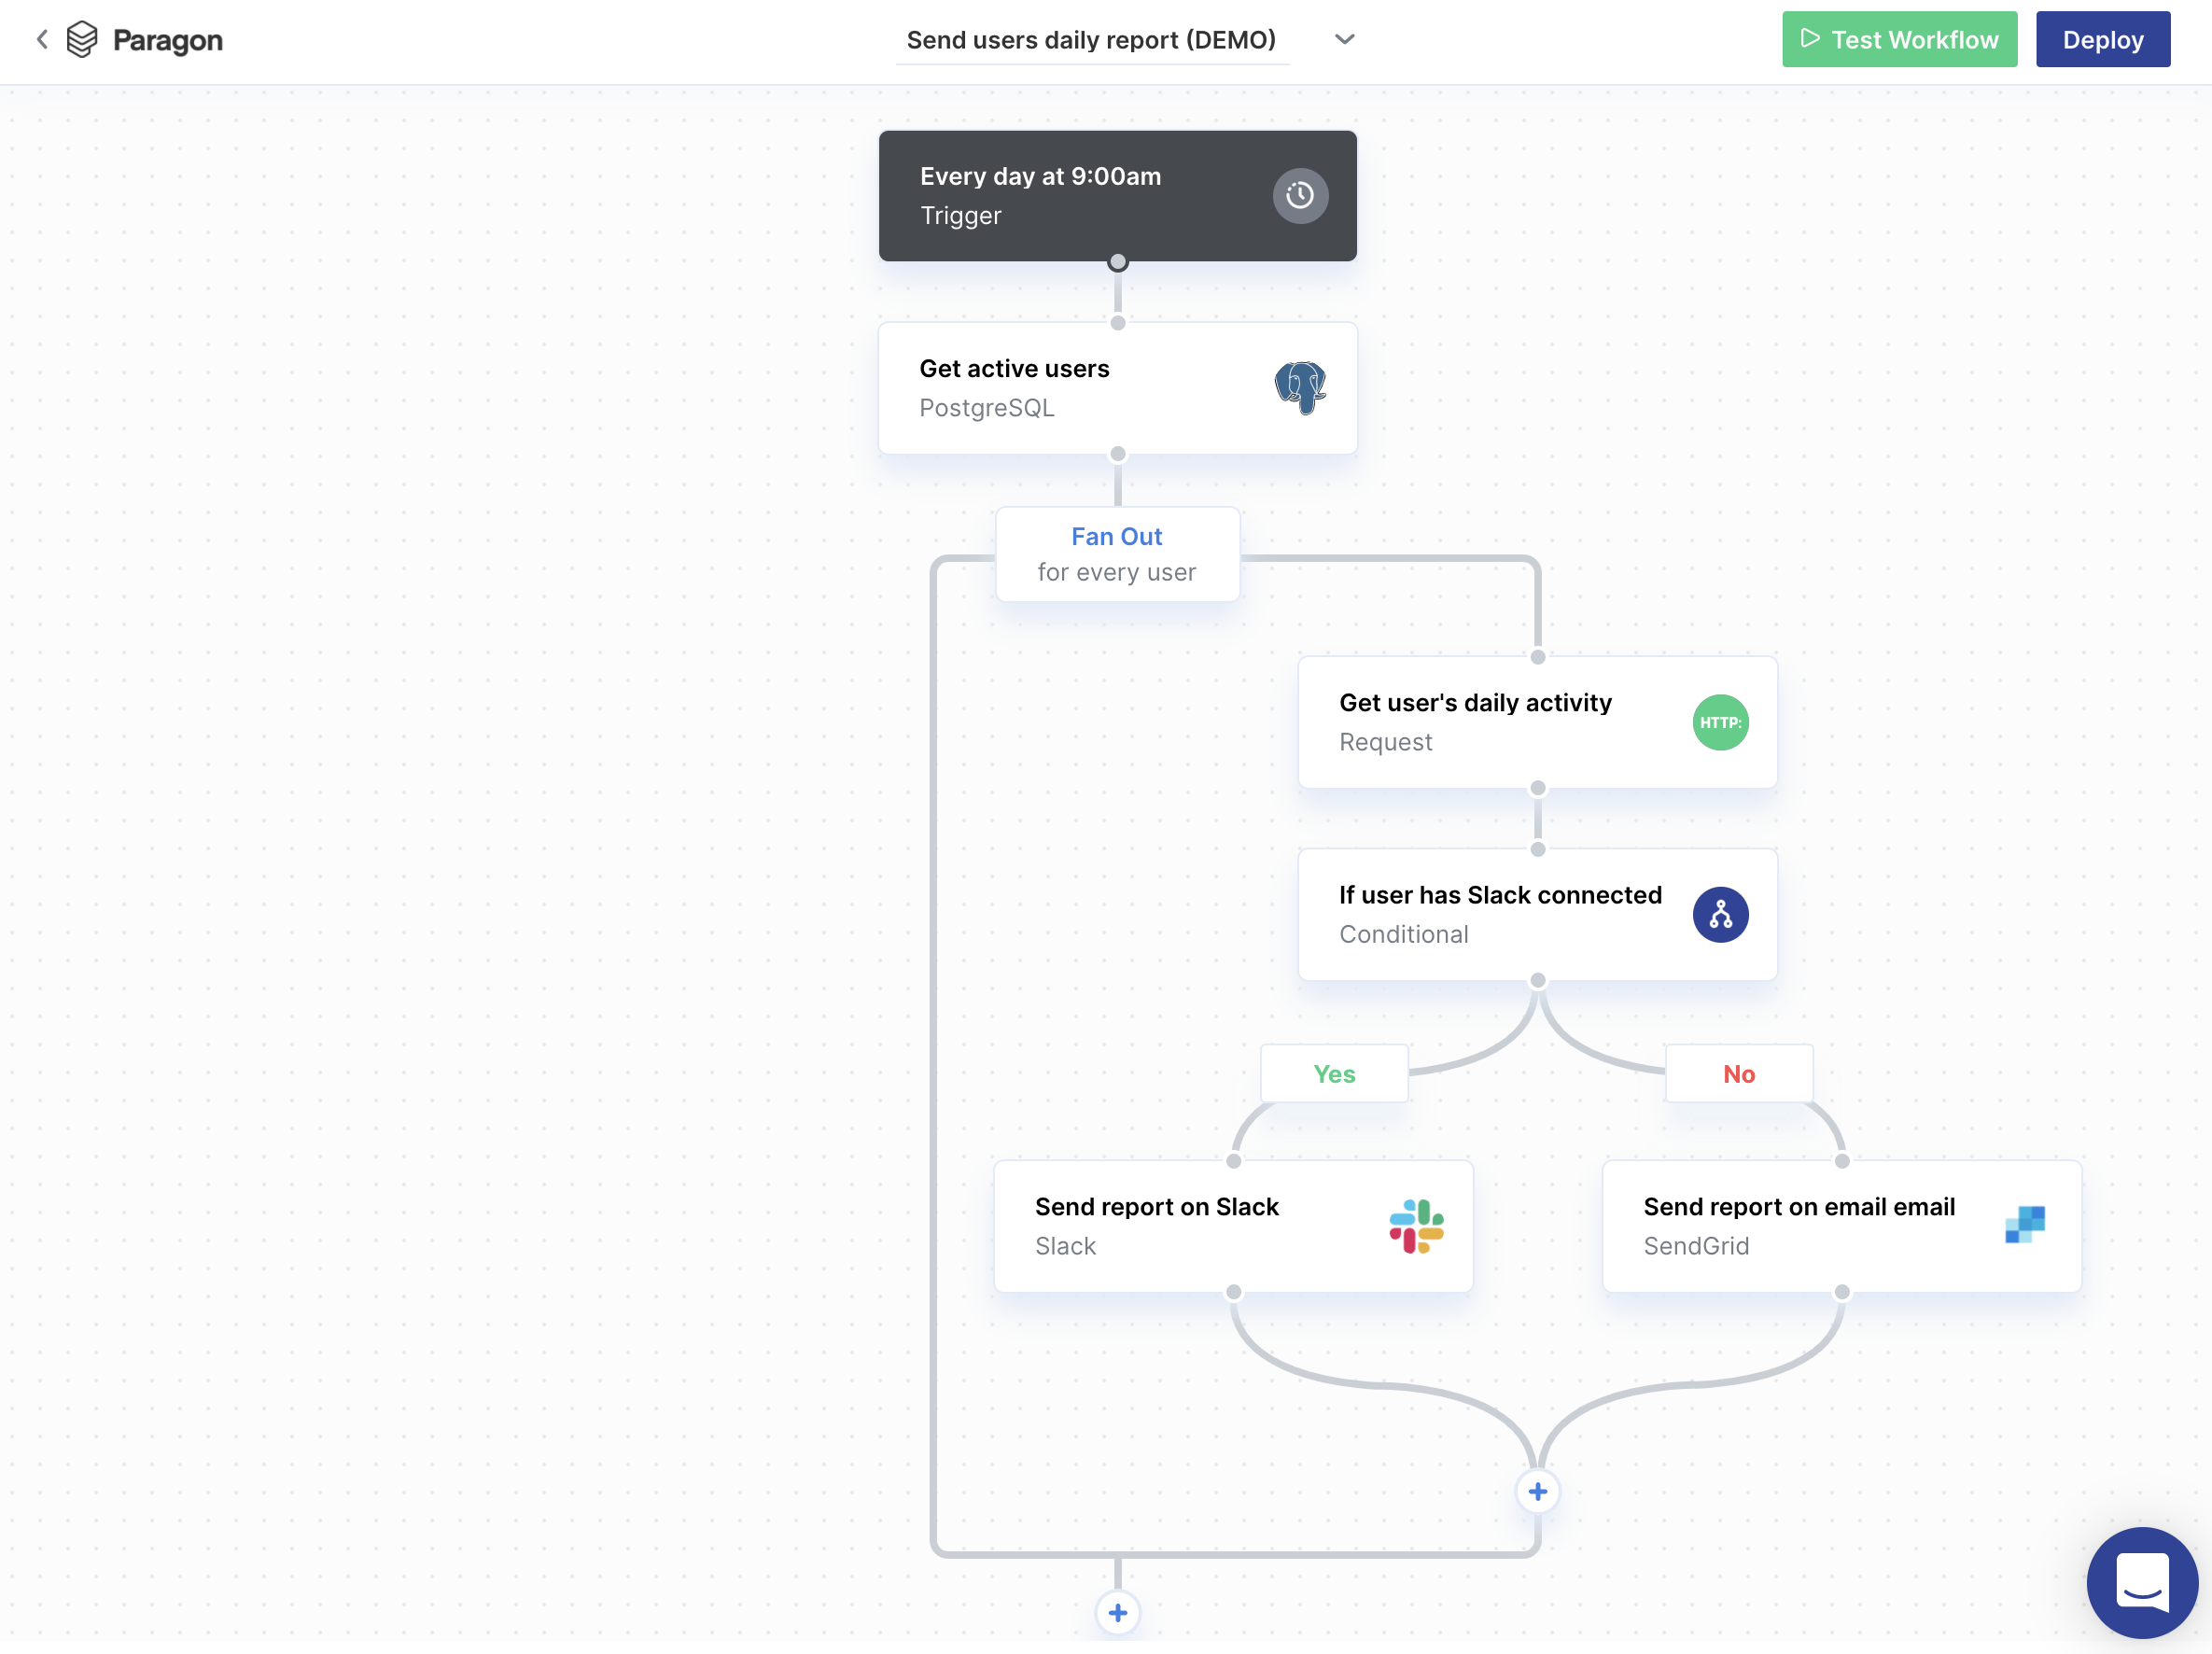 Paragon
Send users daily report (DEMO)
Test Workflow
Deploy
Every day at 9:00am
Trigger
Get active users
PostgreSQL
Fan Out
for every user
Get user's daily activity
Request
HTTP:
If user has Slack connected
Conditional
Yes
No
Send report on Slack
Slack
Send report on email email
SendGrid